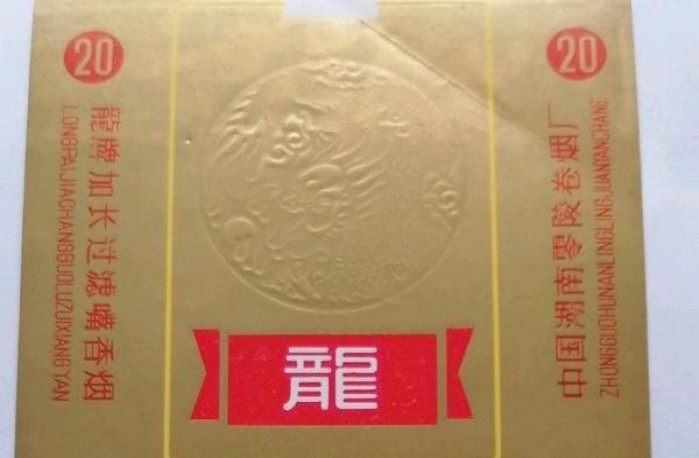 20
龍牌加长过滤嘴香烟
LONGPAIJIACHANGGUOLUZUIXIANGYAN
龍
20
中国湖南零陵卷烟厂
ZHONGGUOHUNANLINGLINGJUANYANCHANG